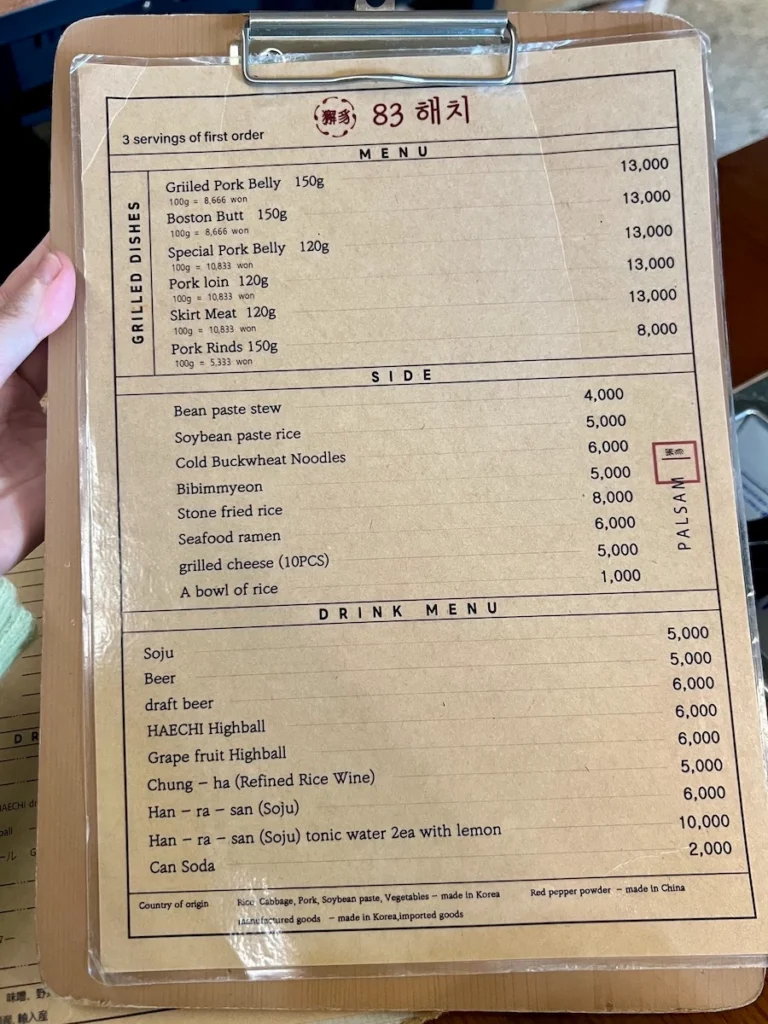 83 해치
3 servings of first order
MENU
GRILLED DISHES
Griiled Pork Belly 150g 13,000
100g = 8,666 won
Boston Butt 150g 13,000
100g = 8,666 won
Special Pork Belly 120g 13,000
100g = 10,833 won
Pork loin 120g 13,000
100g = 10,833 won
Skirt Meat 120g 13,000
100g = 10,833 won
Pork Rinds 150g 8,000
100g = 5,333 won
SIDE
Bean paste stew 4,000
Soybean paste rice 5,000
Cold Buckwheat Noodles 6,000
Bibimmyeon 5,000
Stone fried rice 8,000
Seafood ramen 6,000
grilled cheese (10PCS) 5,000
A bowl of rice 1,000
PALSAM
DRINK MENU
Soju 5,000
Beer 5,000
draft beer 6,000
HAECHI Highball 6,000
Grape fruit Highball 6,000
Chung – ha (Refined Rice Wine) 5,000
Han – ra – san (Soju) 6,000
Han – ra – san (Soju) tonic water 2ea with lemon 10,000
Can Soda 2,000
Country of origin Rice, Cabbage, Pork, Soybean paste, Vegetables – made in Korea Red pepper powder – made in China
manufactured goods – made in Korea,imported goods
D R
ball
味噌、野
輸入産